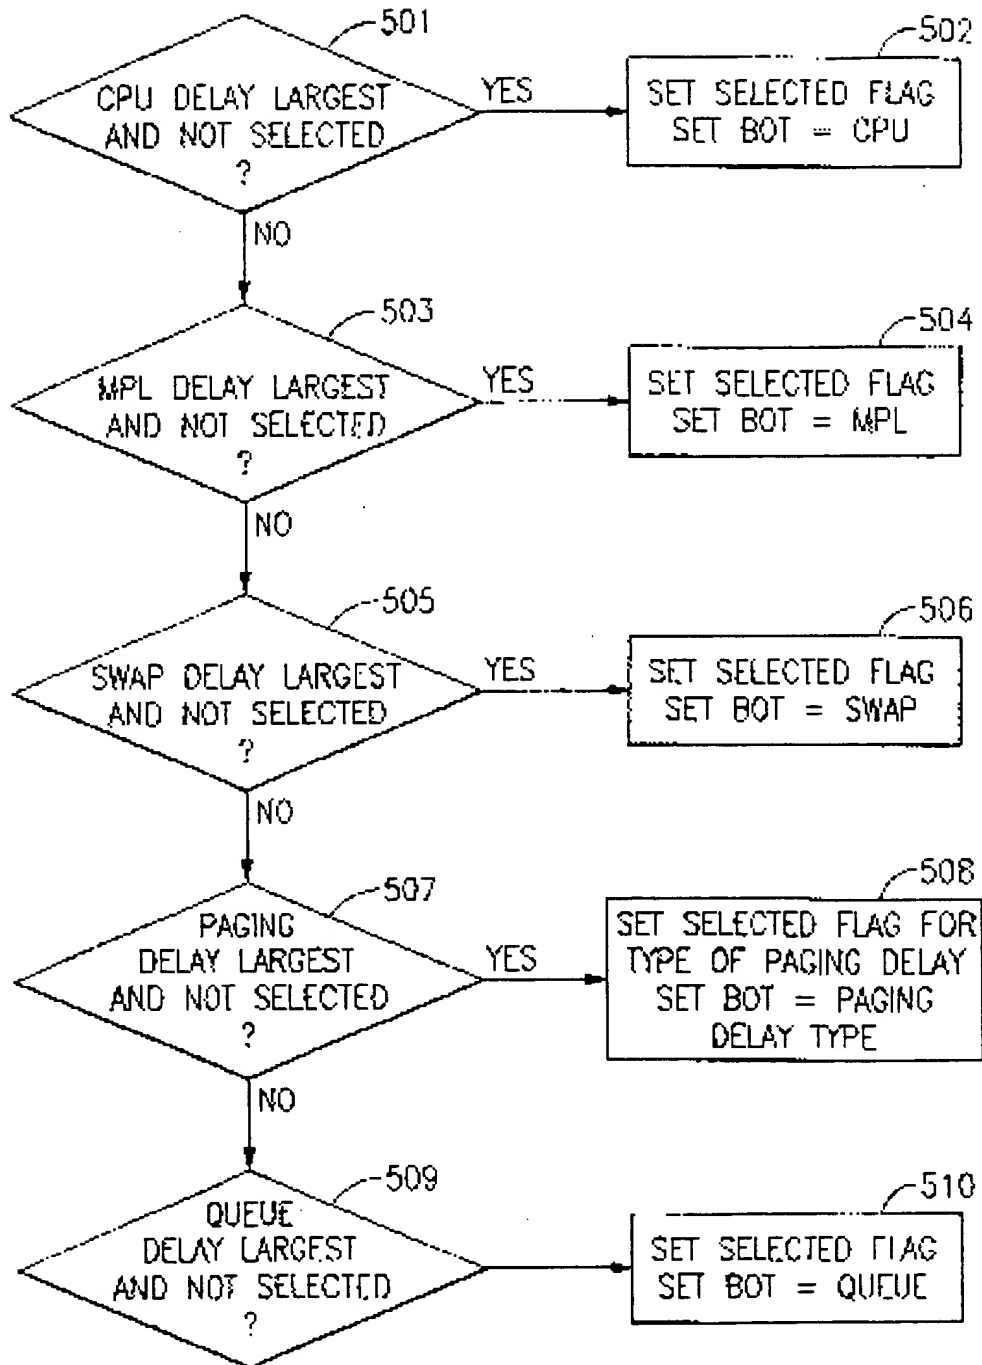 501
CPU DELAY LARGEST
AND NOT SELECTED
?
YES
502
SET SELECTED FLAG
SET BOT = CPU
NO
503
MPL DELAY LARGEST
AND NOT SELECTED
?
YES
504
SET SELECTED FLAG
SET BOT = MPL
NO
505
SWAP DELAY LARGEST
AND NOT SELECTED
?
YES
506
SET SELECTED FLAG
SET BOT = SWAP
NO
507
PAGING
DELAY LARGEST
AND NOT SELECTED
?
YES
508
SET SELECTED FLAG FOR
TYPE OF PAGING DELAY
SET BOT = PAGING
DELAY TYPE
NO
509
QUEUE
DELAY LARGEST
AND NOT SELECTED
?
510
SET SELECTED FLAG
SET BOT = QUEUE